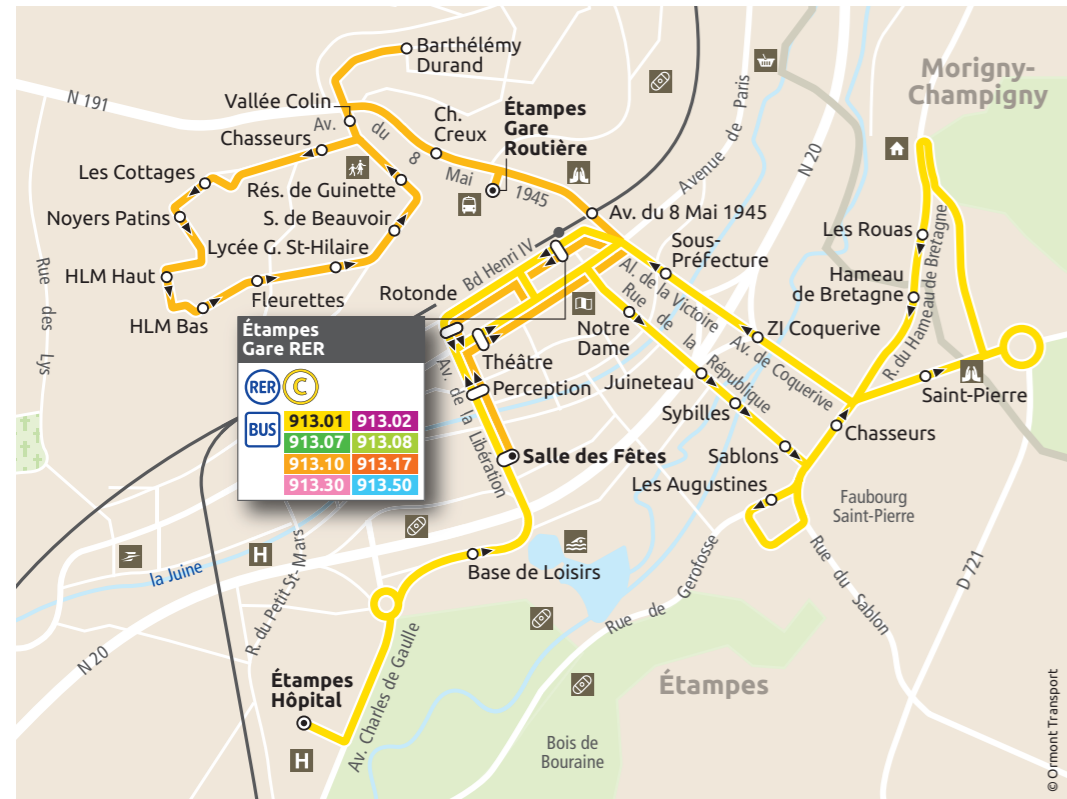 Barthélémy
Durand
N 191
Vallée Colin
Chasseurs
Av. du 8 Mai 1945
Ch.
Creux
Étampes
Gare
Routière
Avenue de Paris
N 20
Morigny-
Champigny
Les Cottages
Rés. de Guinette
Noyers Patins
S. de Beauvoir
Lycée G. St-Hilaire
HLM Haut
Fleurettes
HLM Bas
Rue des Lys
Av. du 8 Mai 1945
Bd Henri IV
Sous-
Préfecture
Al. de la Victoire
Les Rouas
Hameau
de Bretagne
R. du Hameau de Bretagne
Rotonde
Étampes
Gare RER
RER
C
BUS
913.01
913.02
913.07
913.08
913.10
913.17
913.30
913.50
Notre
Dame
Rue de la République
ZI Coquerive
Av. de Coquerive
Théâtre
Perception
Av. de la Libération
Juineteau
Sybilles
Saint-Pierre
Chasseurs
Salle des Fêtes
Sablons
Les Augustines
Faubourg
Saint-Pierre
H
la Juine
R. du Petit St-Mars
Base de Loisirs
Rue de Gerofosse
Rue du Sablon
D 721
N 20
Étampes
Hôpital
Av. Charles de Gaulle
H
Étampes
Bois de
Bouraine
© Ormont Transport